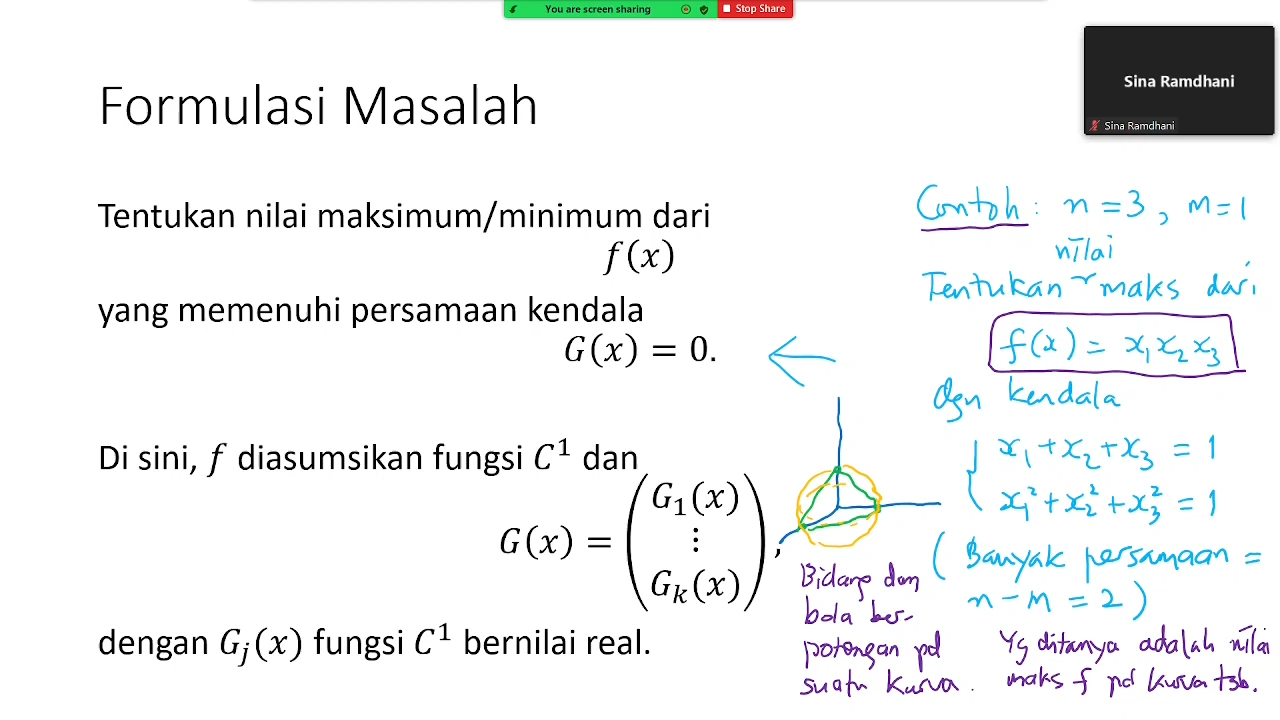 You are screen sharing
Stop Share
Sina Ramdhani
Sina Ramdhani
Formulasi Masalah
Tentukan nilai maksimum/minimum dari
f(x)
yang memenuhi persamaan kendala
G(x) = 0.
Di sini, f diasumsikan fungsi C¹ dan
G(x) = (G₁(x) ⋮ Gₖ(x)),
dengan Gⱼ(x) fungsi C¹ bernilai real.
Contoh : n = 3, m = 1
nilai
Tentukan maks dari
f(x) = x₁x₂x₃
dgn kendala
x₁ + x₂ + x₃ = 1
x₁² + x₂² + x₃² = 1
( Banyak persamaan =
n - m = 2 )
Bidang dan
bola ber-
potongan pd
suatu kurva.
Yg ditanya adalah nilai
maks f pd kurva tsb.